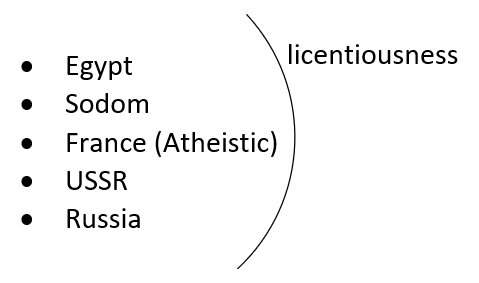 licentiousness
• Egypt
• Sodom
• France (Atheistic)
• USSR
• Russia